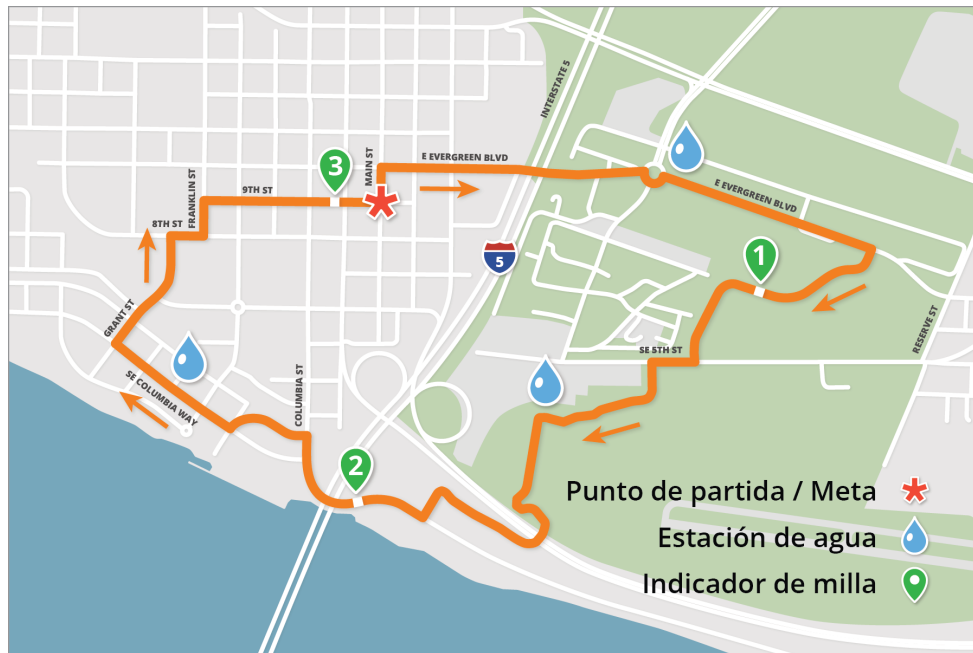 INTERSTATE 5
MAIN ST
E EVERGREEN BLVD
3
FRANKLIN ST
9TH ST
E EVERGREEN BLVD
8TH ST
1
5
GRANT ST
RESERVE ST
SE 5TH ST
SE COLUMBIA WAY
COLUMBIA ST
2
Punto de partida / Meta
Estación de agua
Indicador de milla